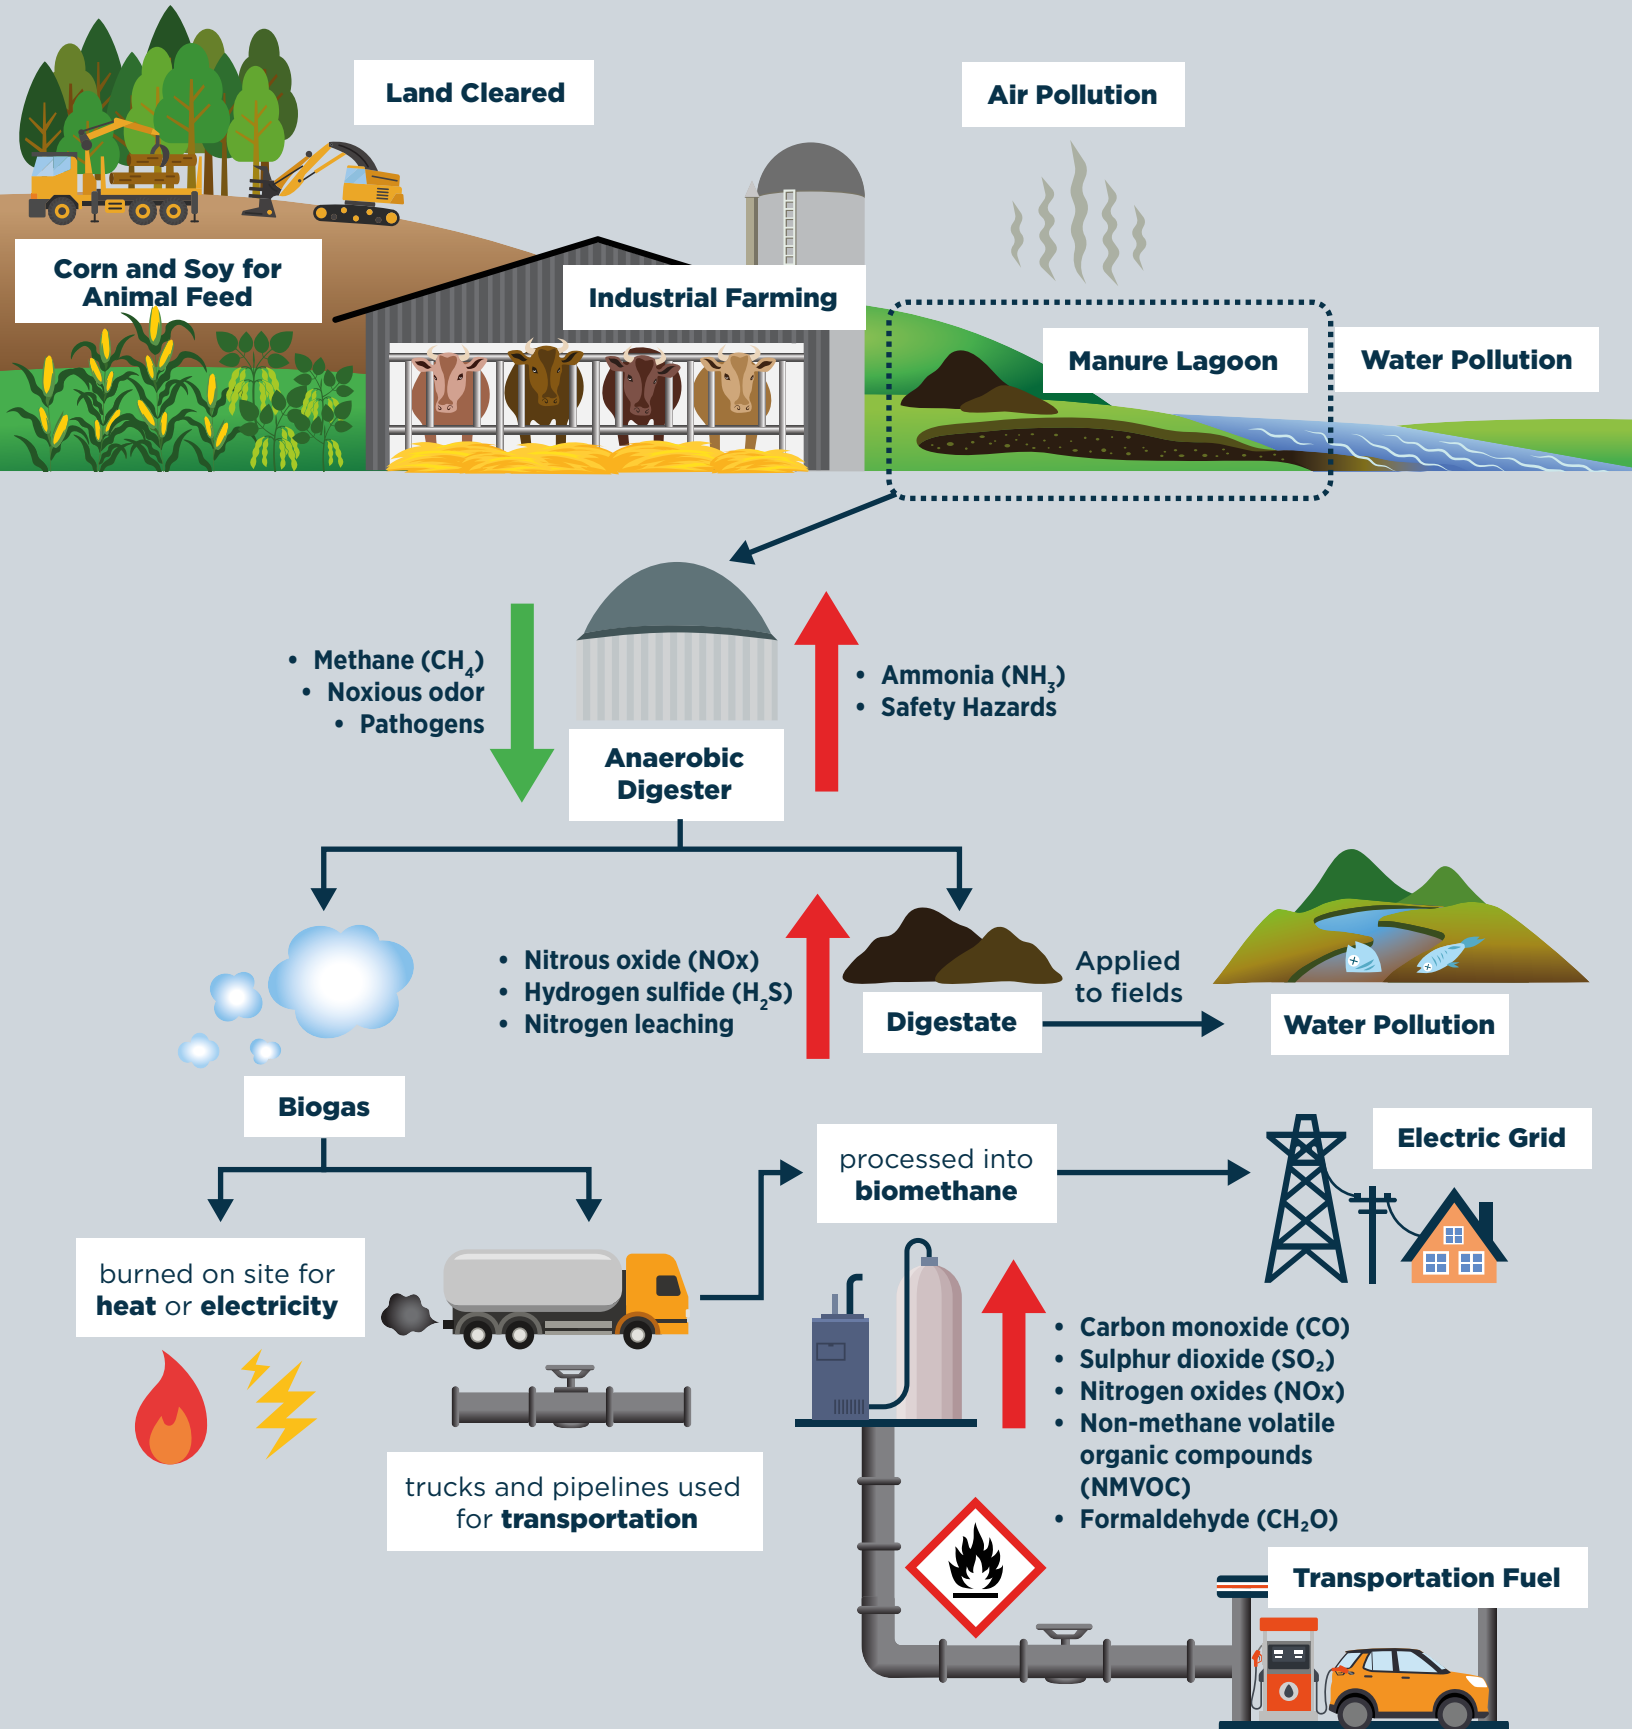 Land Cleared
Air Pollution
Corn and Soy for
Animal Feed
Industrial Farming
Manure Lagoon
Water Pollution
• Methane (CH₄)
• Noxious odor
• Pathogens
• Ammonia (NH₃)
• Safety Hazards
Anaerobic
Digester
• Nitrous oxide (NOx)
• Hydrogen sulfide (H₂S)
• Nitrogen leaching
Digestate
Applied
to fields
Water Pollution
Biogas
burned on site for
heat or electricity
trucks and pipelines used
for transportation
processed into
biomethane
Electric Grid
• Carbon monoxide (CO)
• Sulphur dioxide (SO₂)
• Nitrogen oxides (NOx)
• Non-methane volatile
organic compounds
(NMVOC)
• Formaldehyde (CH₂O)
Transportation Fuel